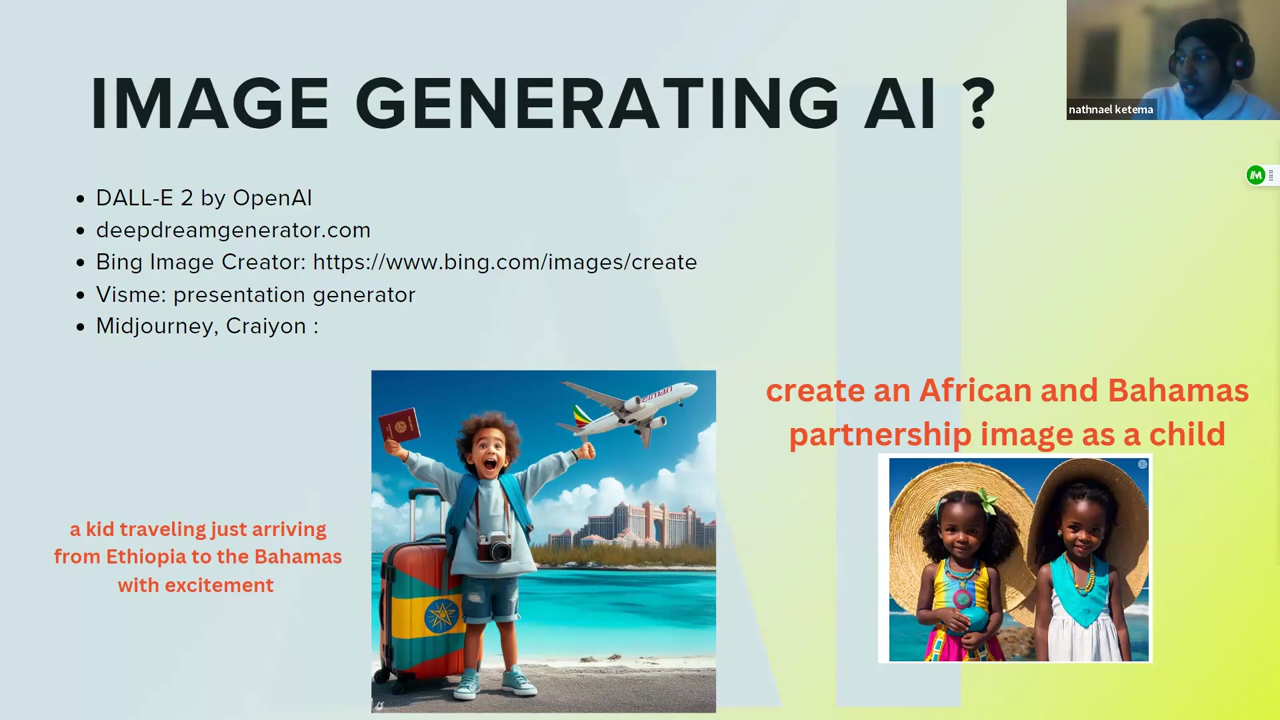 IMAGE GENERATING AI ?
nathnael ketema
DALL-E 2 by OpenAI
deepdreamgenerator.com
Bing Image Creator: https://www.bing.com/images/create
Visme: presentation generator
Midjourney, Craiyon :
create an African and Bahamas
partnership image as a child
a kid traveling just arriving
from Ethiopia to the Bahamas
with excitement